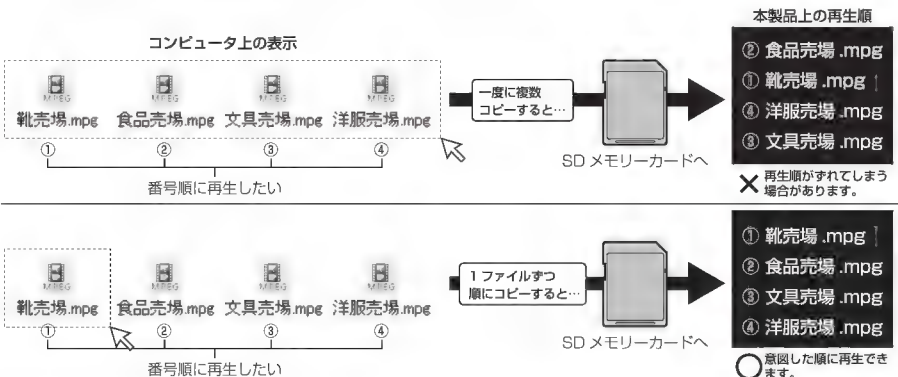 本製品上の再生順
コンピュータ上の表示
MPEG MPEG MPEG MPEG
靴売場.mpg 食品売場.mpg 文具売場.mpg 洋服売場.mpg
① ② ③ ④
番号順に再生したい
一度に複数
コピーすると…
SD メモリーカードへ
② 食品売場 .mpg
① 靴売場 .mpg
④ 洋服売場 .mpg
③ 文具売場 .mpg
× 再生順がずれてしまう
場合があります。
MPEG MPEG MPEG MPEG
靴売場.mpg 食品売場.mpg 文具売場.mpg 洋服売場.mpg
① ② ③ ④
番号順に再生したい
1 ファイルずつ
順にコピーすると…
SD メモリーカードへ
① 靴売場 .mpg
② 食品売場 .mpg
③ 文具売場 .mpg
④ 洋服売場 .mpg
○ 意図した順に再生でき
ます。